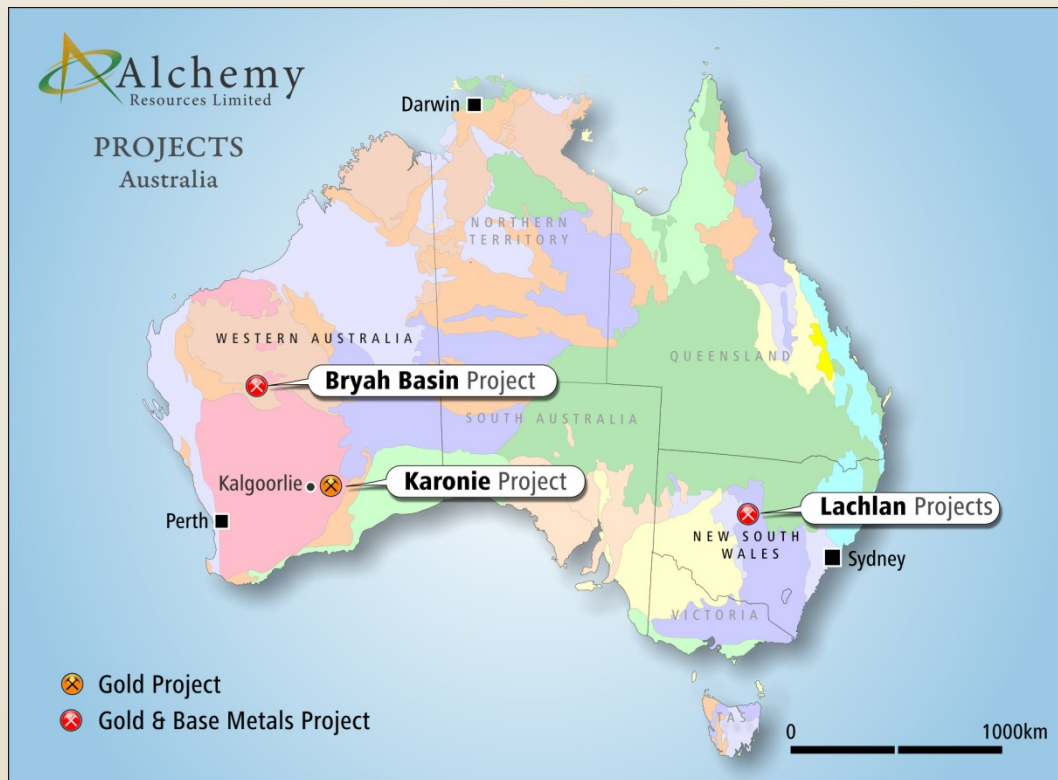 Alchemy
Resources Limited
PROJECTS
Australia
Darwin
NORTHERN
TERRITORY
WESTERN AUSTRALIA
QUEENSLAND
Bryah Basin Project
SOUTH AUSTRALIA
Kalgoorlie
Karonie Project
Perth
Lachlan Projects
NEW SOUTH
WALES
Sydney
VICTORIA
TAS
Gold Project
Gold & Base Metals Project
0 1000km